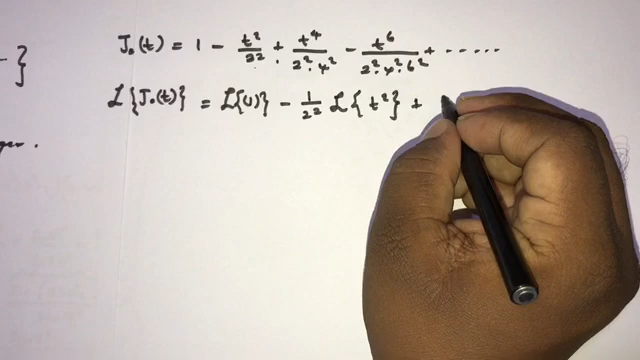 J₀(t) = 1 - t²/2² + t⁴/2²·4² - t⁶/2²·4²·6² + .....
- }
ℒ{J₀(t)} = ℒ{(1)} - 1/2² ℒ{t²} +